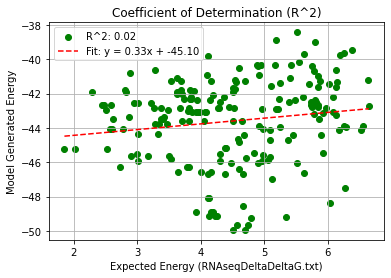 Coefficient of Determination (R^2)
R^2: 0.02
Fit: y = 0.33x + -45.10
Model Generated Energy
−38
−40
−42
−44
−46
−48
−50
2
3
4
5
6
Expected Energy (RNAseqDeltaDeltaG.txt)